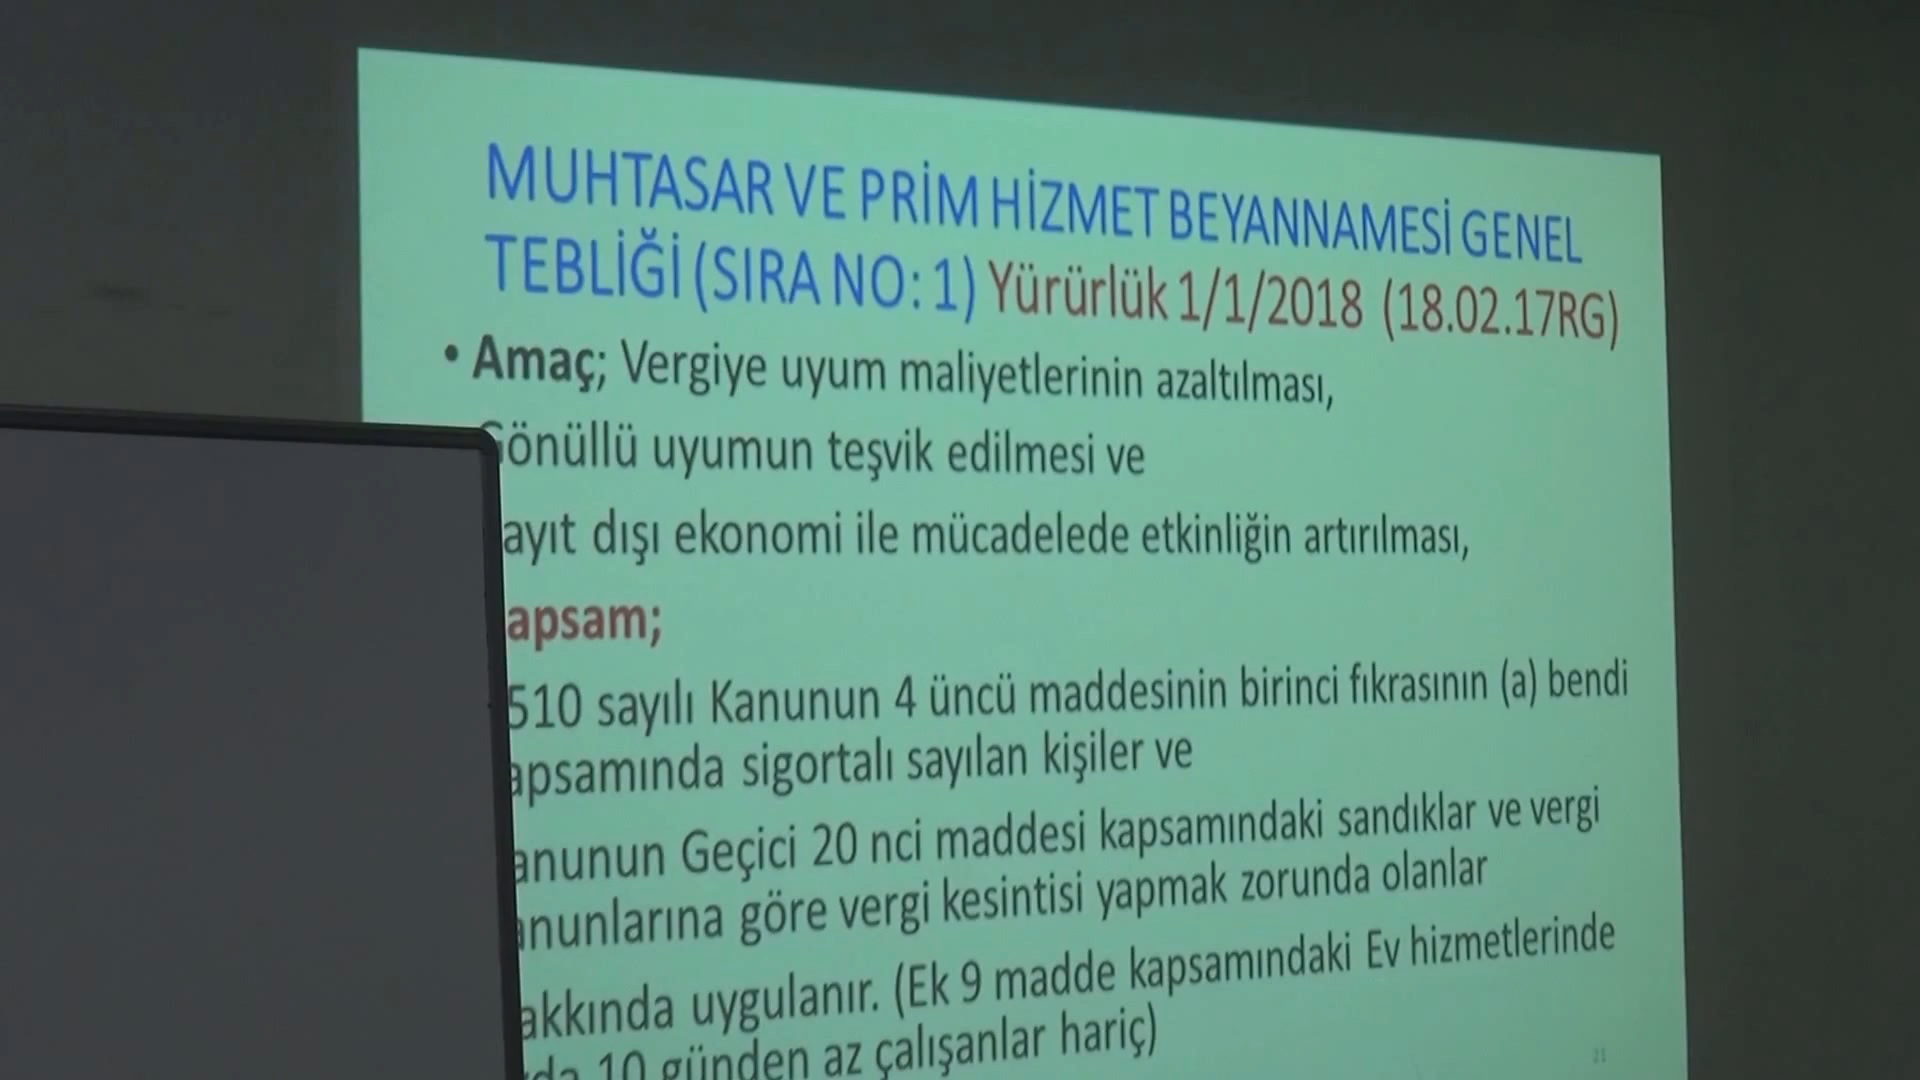 MUHTASAR VE PRİM HİZMET BEYANNAMESİ GENEL
TEBLİĞİ (SIRA NO: 1) Yürürlük 1/1/2018 (18.02.17RG)
• Amaç; Vergiye uyum maliyetlerinin azaltılması,
Gönüllü uyumun teşvik edilmesi ve
ayıt dışı ekonomi ile mücadelede etkinliğin artırılması,
apsam;
510 sayılı Kanunun 4 üncü maddesinin birinci fıkrasının (a) bendi
apsamında sigortalı sayılan kişiler ve
anunun Geçici 20 nci maddesi kapsamındaki sandıklar ve vergi
anunlarına göre vergi kesintisi yapmak zorunda olanlar
akkında uygulanır. (Ek 9 madde kapsamındaki Ev hizmetlerinde
da 10 günden az çalışanlar hariç)